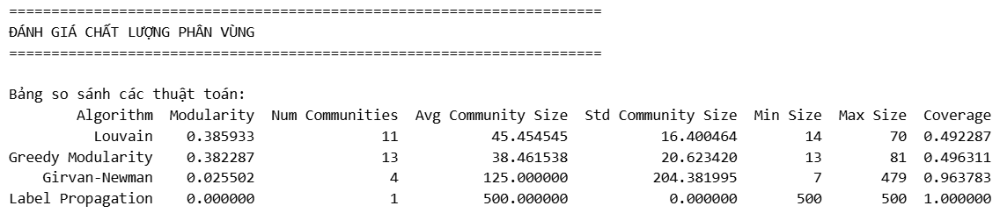 ======================================================================
ĐÁNH GIÁ CHẤT LƯỢNG PHÂN VÙNG
======================================================================
Bảng so sánh các thuật toán:
Algorithm Modularity Num Communities Avg Community Size Std Community Size Min Size Max Size Coverage
Louvain 0.385933 11 45.454545 16.400464 14 70 0.492287
Greedy Modularity 0.382287 13 38.461538 20.623420 13 81 0.496311
Girvan-Newman 0.025502 4 125.000000 204.381995 7 479 0.963783
Label Propagation 0.000000 1 500.000000 0.000000 500 500 1.000000